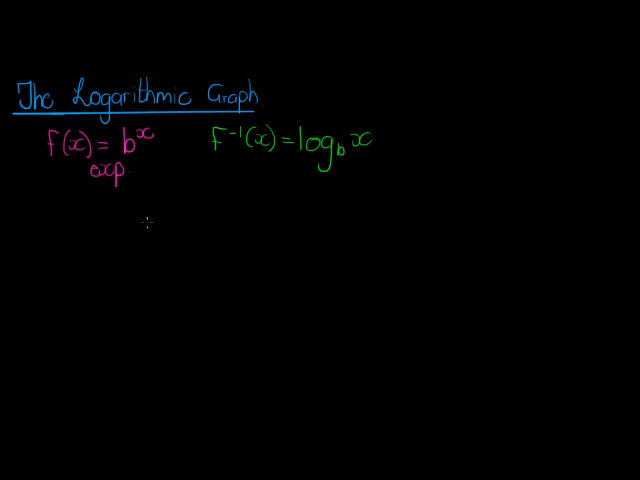 The Logarithmic Graph
f(x) = b^x F⁻¹(x) = log_b x
exp.